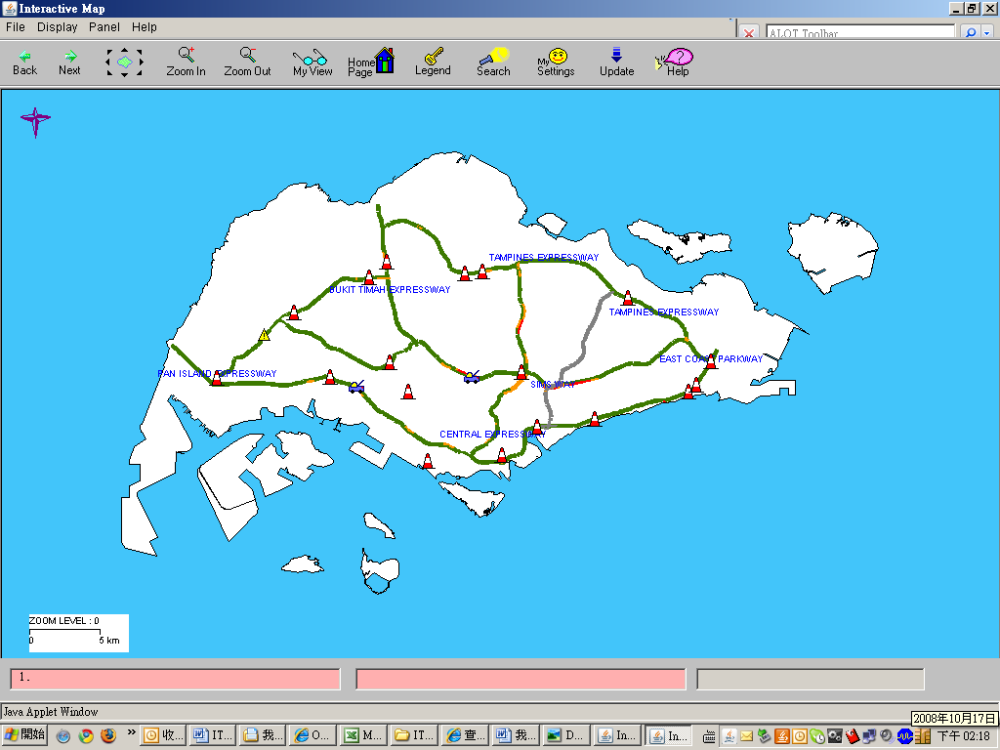 Interactive Map
File Display Panel Help
ALOT Toolbar
Back Next Zoom In Zoom Out My View Home Page Legend Search My Settings Update Help
TAMPINES EXPRESSWAY
BUKIT TIMAH EXPRESSWAY
TAMPINES EXPRESSWAY
EAST COAST PARKWAY
PAN ISLAND EXPRESSWAY
SIMS WAY
CENTRAL EXPRESSWAY
ZOOM LEVEL : 0
0 5 km
1.
Java Applet Window
2008年10月17日
開始 收... IT... 我... O... M... IT... 查... 我... D... In... In... 下午 02:18